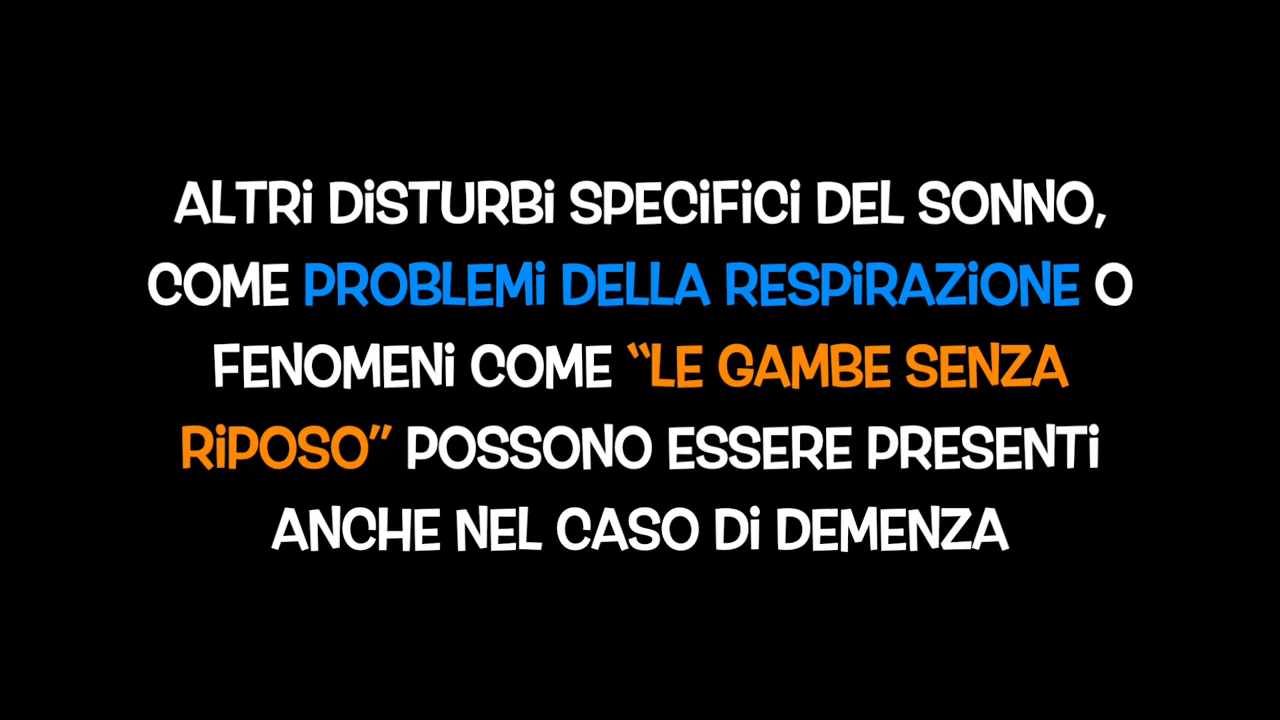 ALTRI DISTURBI SPECIFICI DEL SONNO,
COME PROBLEMI DELLA RESPIRAZIONE O
FENOMENI COME “LE GAMBE SENZA
RIPOSO” POSSONO ESSERE PRESENTI
ANCHE NEL CASO DI DEMENZA